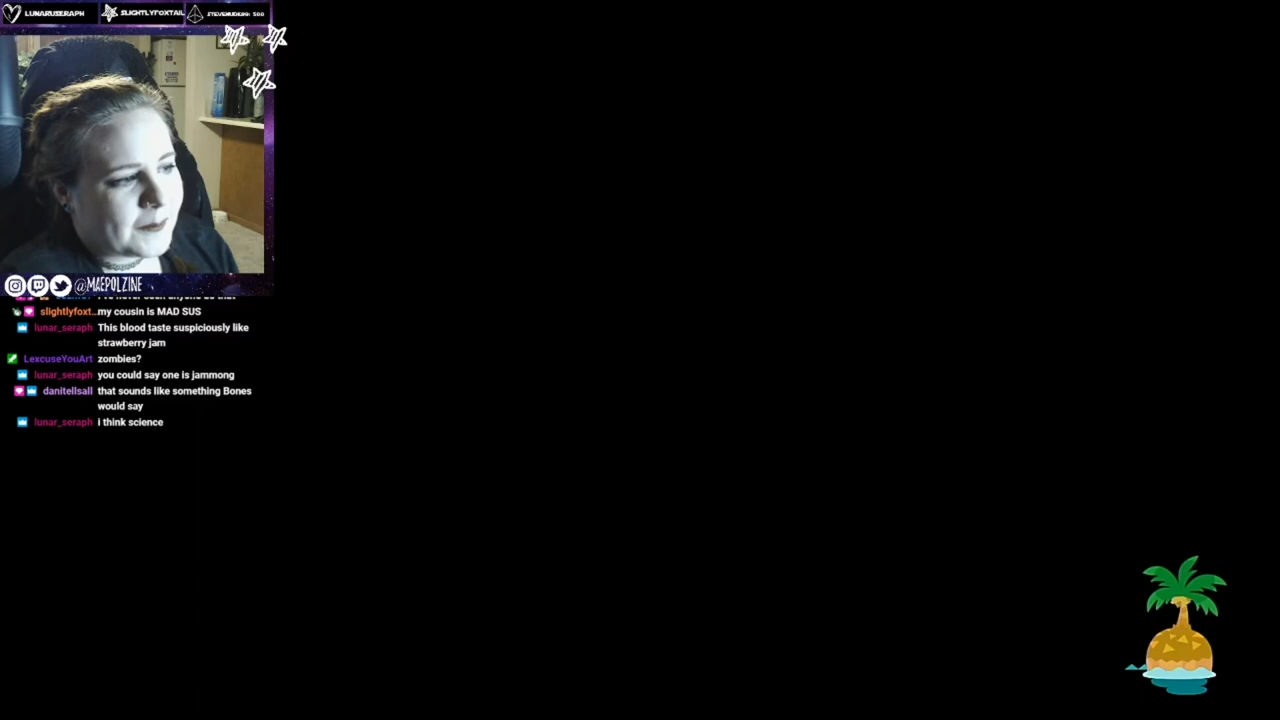 LUNAR_SERAPH
SLIGHTLYFOXTAIL
@MAEPOLZINE
slightlyfoxt... my cousin is MAD SUS
lunar_seraph This blood taste suspiciously like
strawberry jam
LexcuseYouArt zombies?
lunar_seraph you could say one is jammong
danitellsall that sounds like something Bones
would say
lunar_seraph i think science